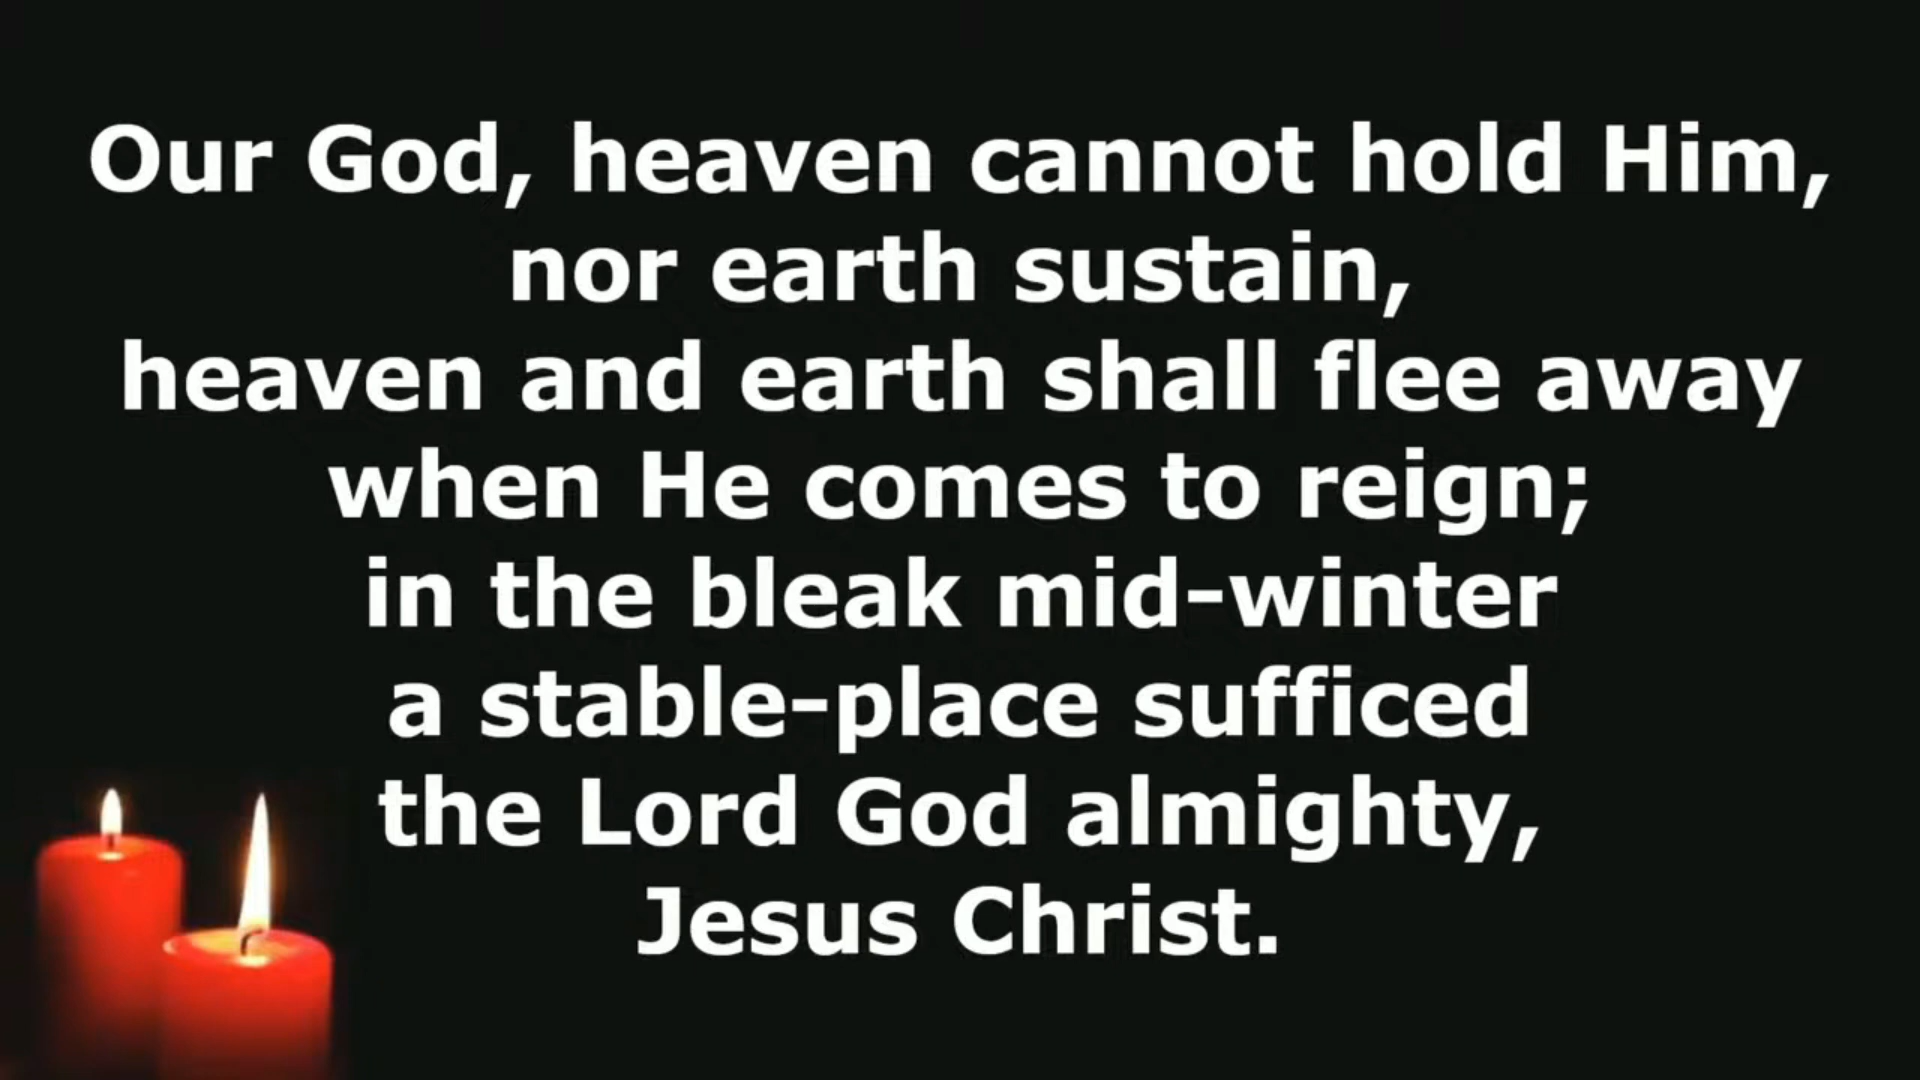 Our God, heaven cannot hold Him,
nor earth sustain,
heaven and earth shall flee away
when He comes to reign;
in the bleak mid-winter
a stable-place sufficed
the Lord God almighty,
Jesus Christ.